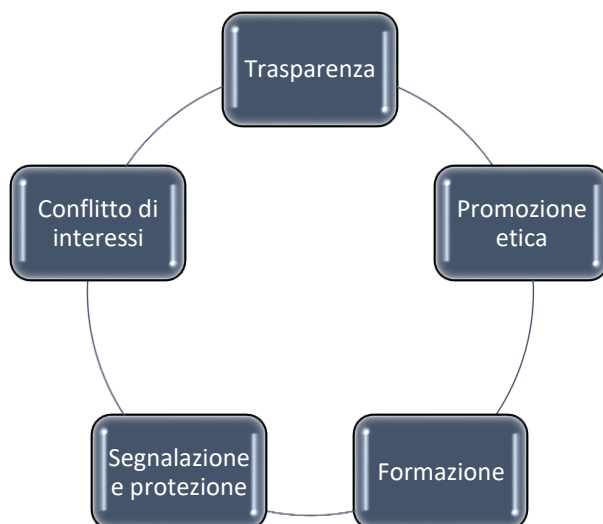 Trasparenza
Promozione
etica
Formazione
Segnalazione
e protezione
Conflitto di
interessi